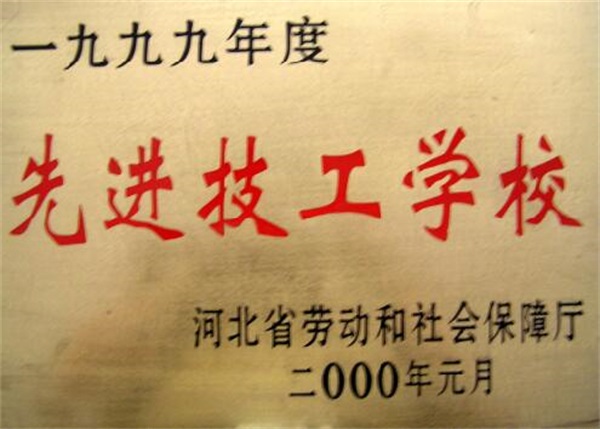 一九九九年度
先进技工学校
河北省劳动和社会保障厅
二000年元月